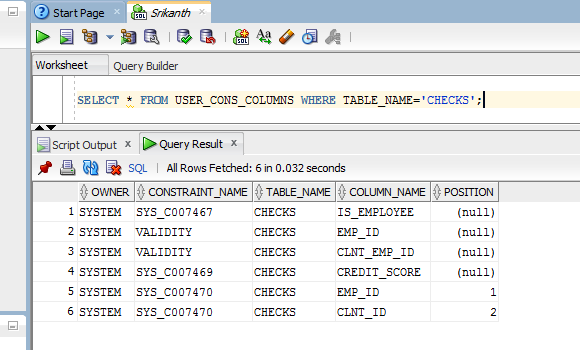 Start Page Srikanth
SQL
Aa
Worksheet Query Builder
SELECT * FROM USER_CONS_COLUMNS WHERE TABLE_NAME='CHECKS';
Script Output x Query Result x
SQL | All Rows Fetched: 6 in 0.032 seconds
OWNER CONSTRAINT_NAME TABLE_NAME COLUMN_NAME POSITION
1 SYSTEM SYS_C007467 CHECKS IS_EMPLOYEE (null)
2 SYSTEM VALIDITY CHECKS EMP_ID (null)
3 SYSTEM VALIDITY CHECKS CLNT_EMP_ID (null)
4 SYSTEM SYS_C007469 CHECKS CREDIT_SCORE (null)
5 SYSTEM SYS_C007470 CHECKS EMP_ID 1
6 SYSTEM SYS_C007470 CHECKS CLNT_ID 2